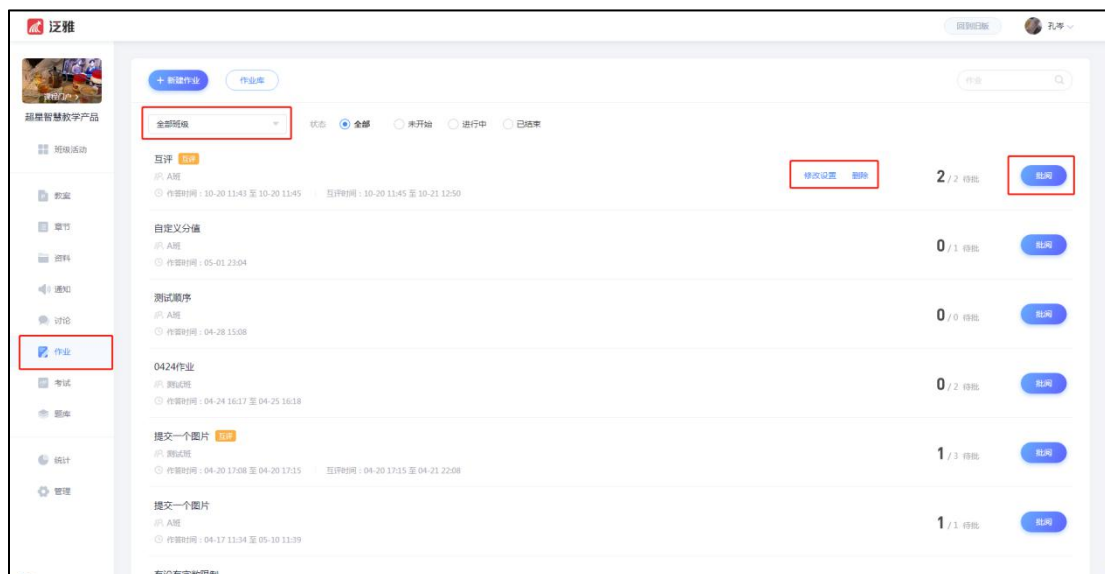 泛雅
回到旧版
孔岑
课程门户 >
超星智慧教学产品
班级活动
教室
章节
资料
通知
讨论
作业
考试
题库
统计
管理
+ 新建作业
作业库
作业
全部班级
状态 全部 未开始 进行中 已结束
互评 互评
A班
作答时间：10-20 11:43 至 10-20 11:45 互评时间：10-20 11:45 至 10-21 12:50
修改设置 删除
2 / 2 待批
批阅
自定义分值
A班
作答时间：05-01 23:04
0 / 1 待批
批阅
测试顺序
A班
作答时间：04-28 15:08
0 / 0 待批
批阅
0424作业
测试班
作答时间：04-24 16:17 至 04-25 16:18
0 / 2 待批
批阅
提交一个图片 互评
测试班
作答时间：04-20 17:08 至 04-20 17:15 互评时间：04-20 17:15 至 04-21 22:08
1 / 3 待批
批阅
提交一个图片
A班
作答时间：04-17 11:34 至 05-10 11:39
1 / 1 待批
批阅